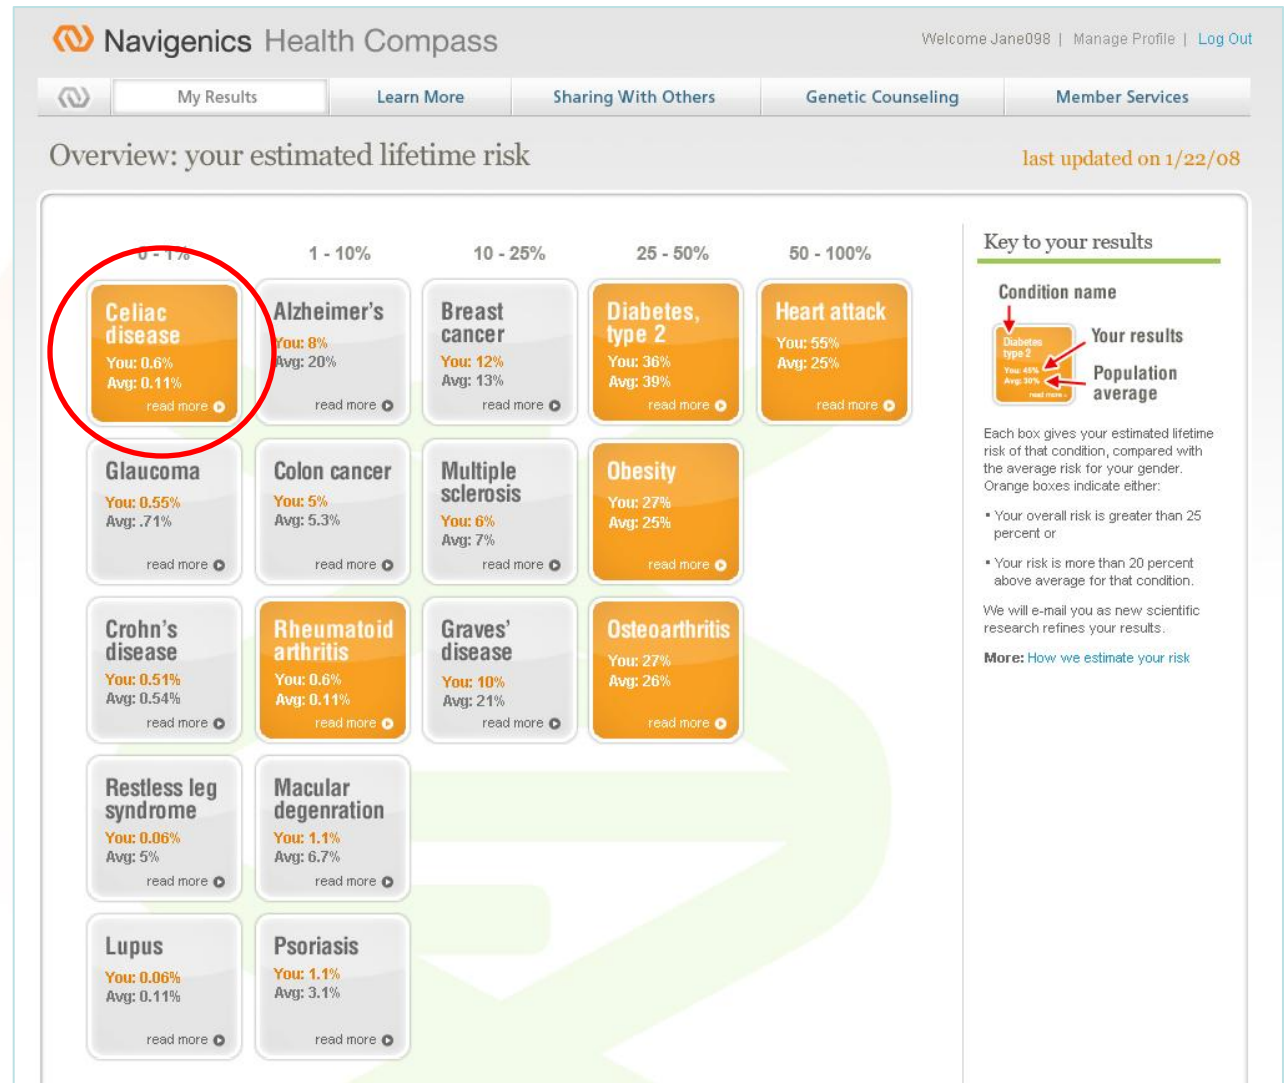 Navigenics Health Compass
Welcome Jane098 | Manage Profile | Log Out
My Results
Learn More
Sharing With Others
Genetic Counseling
Member Services
Overview: your estimated lifetime risk
last updated on 1/22/08
0 - 1%
1 - 10%
10 - 25%
25 - 50%
50 - 100%
Celiac
disease
You: 0.6%
Avg: 0.11%
read more
Alzheimer's
You: 8%
Avg: 20%
read more
Breast
cancer
You: 12%
Avg: 13%
read more
Diabetes,
type 2
You: 36%
Avg: 39%
read more
Heart attack
You: 55%
Avg: 25%
read more
Glaucoma
You: 0.55%
Avg: .71%
read more
Colon cancer
You: 5%
Avg: 5.3%
read more
Multiple
sclerosis
You: 6%
Avg: 7%
read more
Obesity
You: 27%
Avg: 25%
read more
Crohn's
disease
You: 0.51%
Avg: 0.54%
read more
Rheumatoid
arthritis
You: 0.6%
Avg: 0.11%
read more
Graves'
disease
You: 10%
Avg: 21%
read more
Osteoarthritis
You: 27%
Avg: 26%
read more
Restless leg
syndrome
You: 0.06%
Avg: 5%
read more
Macular
degenration
You: 1.1%
Avg: 6.7%
read more
Lupus
You: 0.06%
Avg: 0.11%
read more
Psoriasis
You: 1.1%
Avg: 3.1%
read more
Key to your results
Condition name
Diabetes
type 2
You: 45%
Avg: 30%
read more
Your results
Population
average
Each box gives your estimated lifetime
risk of that condition, compared with
the average risk for your gender.
Orange boxes indicate either:
• Your overall risk is greater than 25
percent or
• Your risk is more than 20 percent
above average for that condition.
We will e-mail you as new scientific
research refines your results.
More: How we estimate your risk